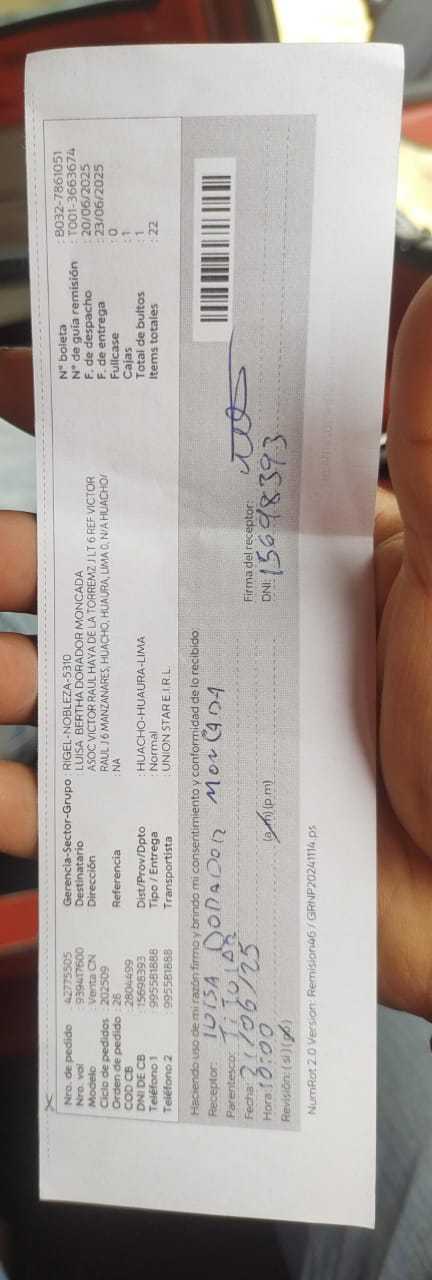 Nro. de pedido : 42775505
Nro. vol : 939417600
Modelo : Venta CN
Ciclo de pedidos : 202509
Orden de pedido : 26
COD CB : 2804499
DNI DE CB : 15698393
Teléfono 1 : 995581888
Teléfono 2 : 995581888
Gerencia-Sector-Grupo : RIGEL-NOBLEZA-5310
Destinatario : LUISA BERTHA DORADOR MONCADA
Dirección : ASOC VICTOR RAUL HAYA DE LA TORREMZ J LT 6 REF VICTOR
RAUL J 6 MANZANARES, HUACHO, HUAURA, LIMA 0, N/A HUACHO/
Referencia : NA
Dist/Prov/Dpto : HUACHO-HUAURA-LIMA
Tipo / Entrega : Normal
Transportista : UNION STAR E.I.R.L
N° boleta : B032-7861051
N° de guia remisión : T001-3663674
F. de despacho : 20/06/2025
F. de entrega : 23/06/2025
Fullcase : 0
Cajas : 1
Total de bultos : 1
Items totales : 22
Haciendo uso de mi razón firmo y brindo mi consentimiento y conformidad de lo recibido
Receptor: LUISA DORADOR MONCADA
Parentesco: TITULAR
Fecha: 21/06/25
Firma del receptor:
Hora: 10:00 (a.m) (p.m)
DNI: 15698393
Revisión: ( si ) (no)
NumRot 2.0 Version: Remision46 / GRNP20241114.ps